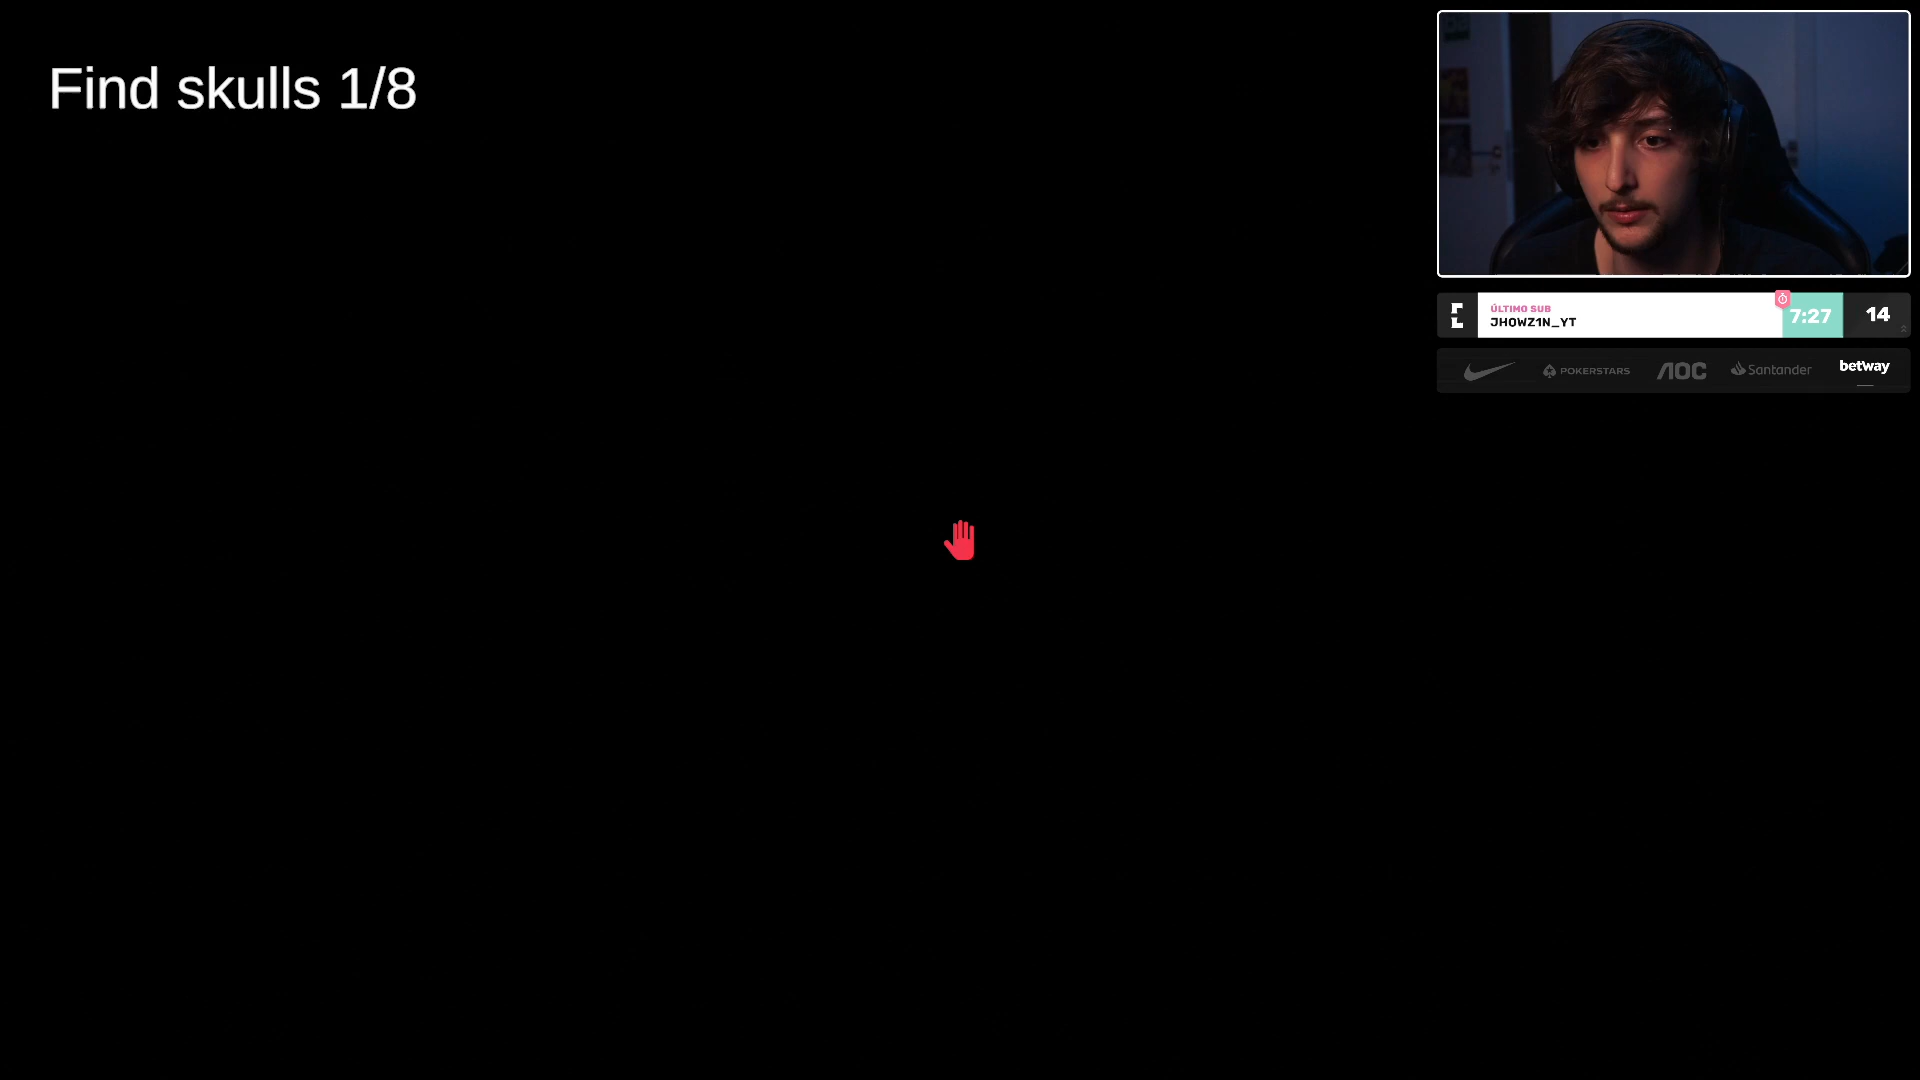 Find skulls 1/8
ÚLTIMO SUB
JHOWZ1N_YT
7:27
14
POKERSTARS
AOC
Santander
betway